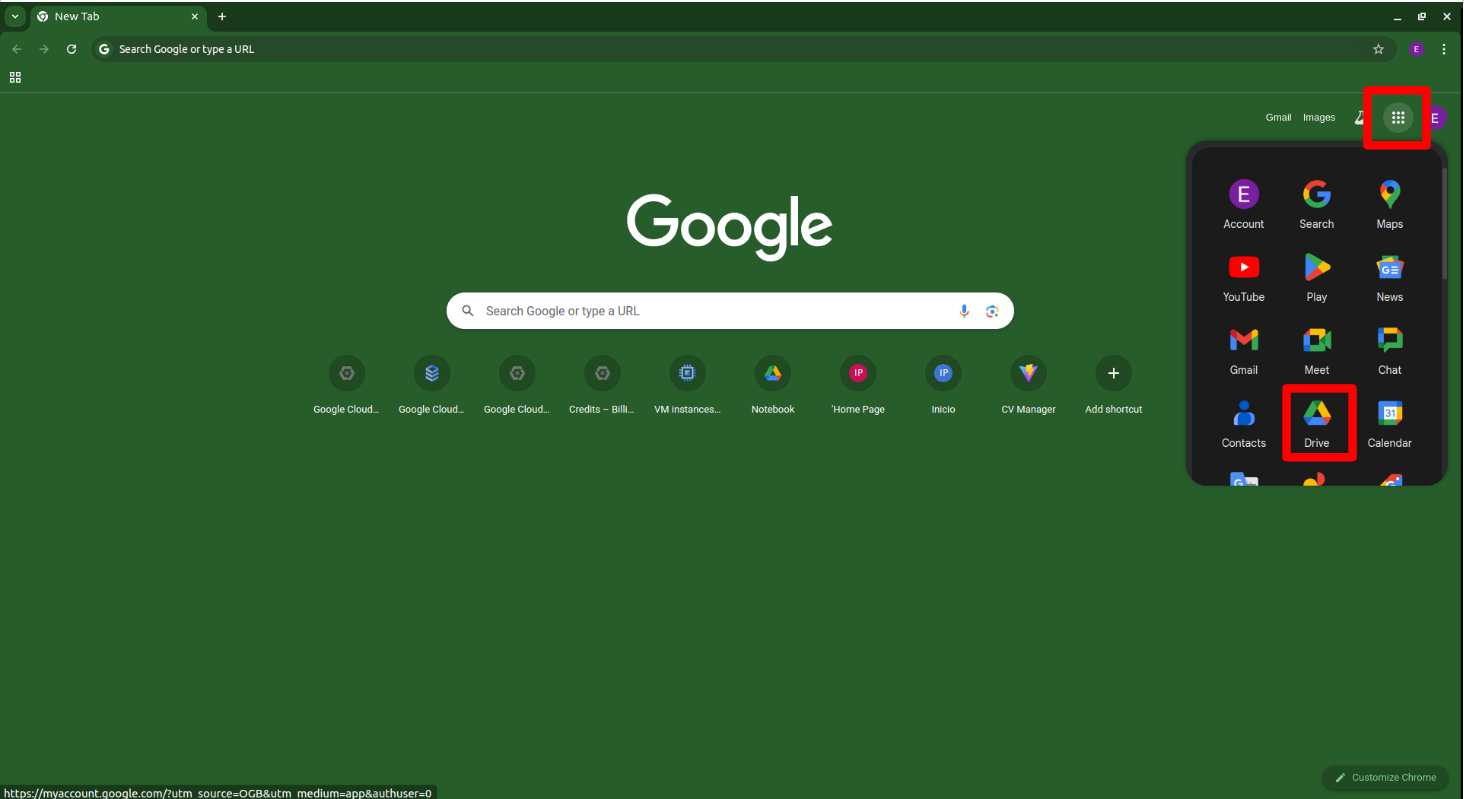 New Tab
Search Google or type a URL
Gmail Images
E
E
Google
Search Google or type a URL
Google Cloud...
Google Cloud...
Google Cloud...
Credits – Billi...
VM instances...
Notebook
IP
'Home Page
IP
Inicio
CV Manager
Add shortcut
E
Account
Search
Maps
YouTube
Play
GE
News
Gmail
Meet
Chat
Contacts
Drive
31
Calendar
Customize Chrome
https://myaccount.google.com/?utm_source=OGB&utm_medium=app&authuser=0